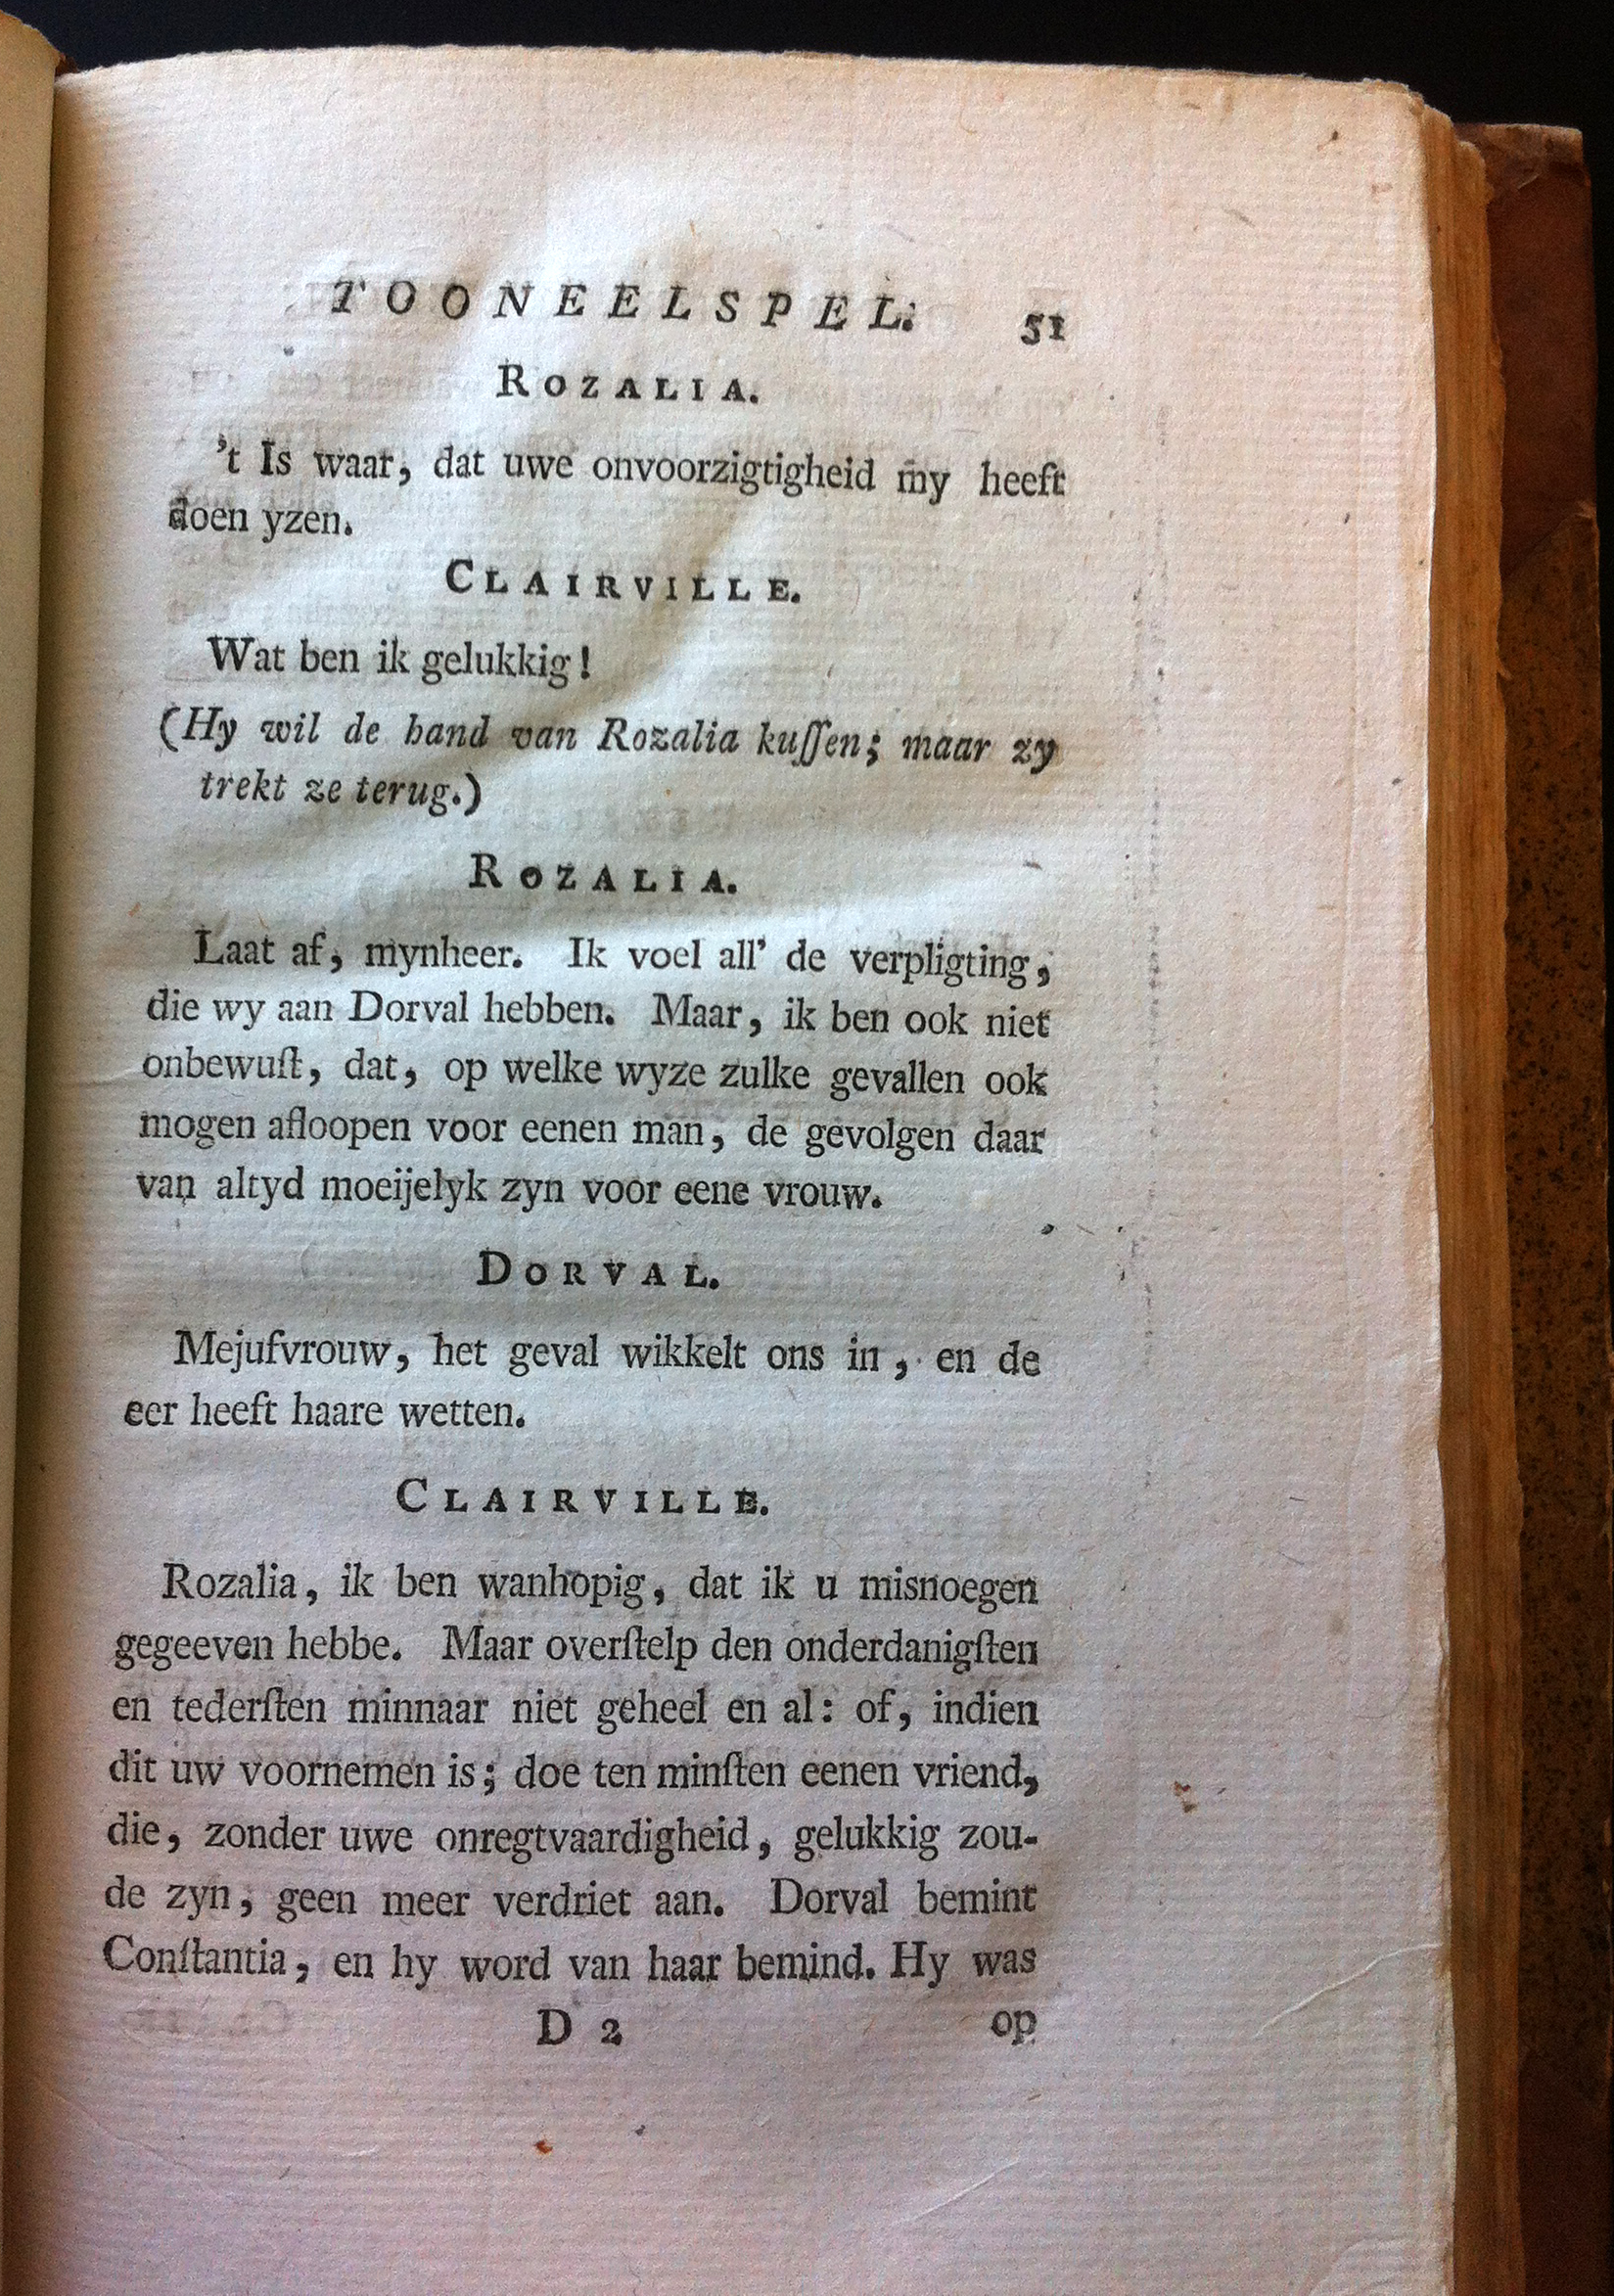 TOONEELSPEL. 51
ROZALIA.
't Is waar, dat uwe onvoorzigtigheid my heeft
doen yzen.
CLAIRVILLE.
Wat ben ik gelukkig!
(Hy wil de hand van Rozalia kuſſen; maar zy
trekt ze terug.)
ROZALIA.
Laat af, mynheer. Ik voel all' de verpligting,
die wy aan Dorval hebben. Maar, ik ben ook niet
onbewuſt, dat, op welke wyze zulke gevallen ook
mogen afloopen voor eenen man, de gevolgen daar
van altyd moeijelyk zyn voor eene vrouw.
DORVAL.
Mejufvrouw, het geval wikkelt ons in, en de
eer heeft haare wetten.
CLAIRVILLE.
Rozalia, ik ben wanhopig, dat ik u misnoegen
gegeeven hebbe. Maar overſtelp den onderdanigſten
en tederſten minnaar niet geheel en al: of, indien
dit uw voornemen is; doe ten minſten eenen vriend,
die, zonder uwe onregtvaardigheid, gelukkig zou-
de zyn, geen meer verdriet aan. Dorval bemint
Conſtantia, en hy word van haar bemind. Hy was
D 2 op